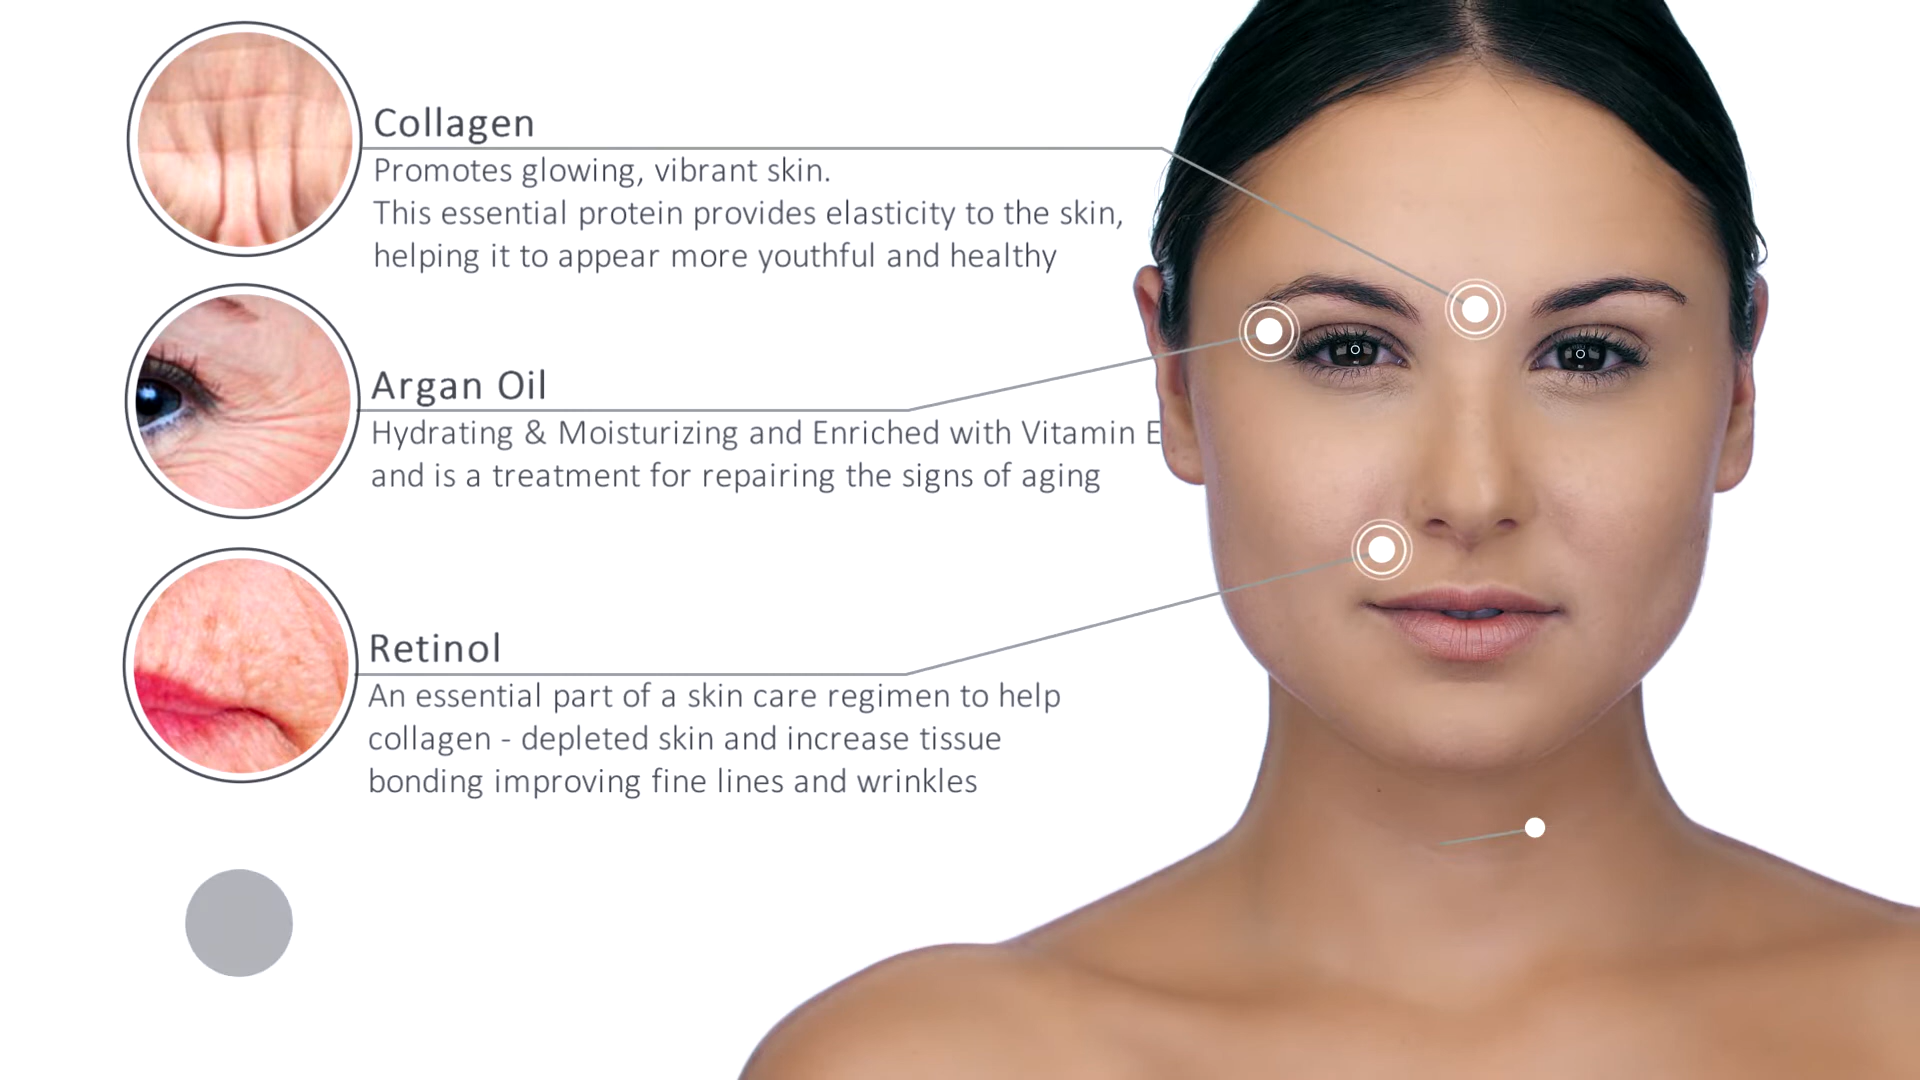 Collagen
Promotes glowing, vibrant skin.
This essential protein provides elasticity to the skin,
helping it to appear more youthful and healthy
Argan Oil
Hydrating & Moisturizing and Enriched with Vitamin E
and is a treatment for repairing the signs of aging
Retinol
An essential part of a skin care regimen to help
collagen - depleted skin and increase tissue
bonding improving fine lines and wrinkles